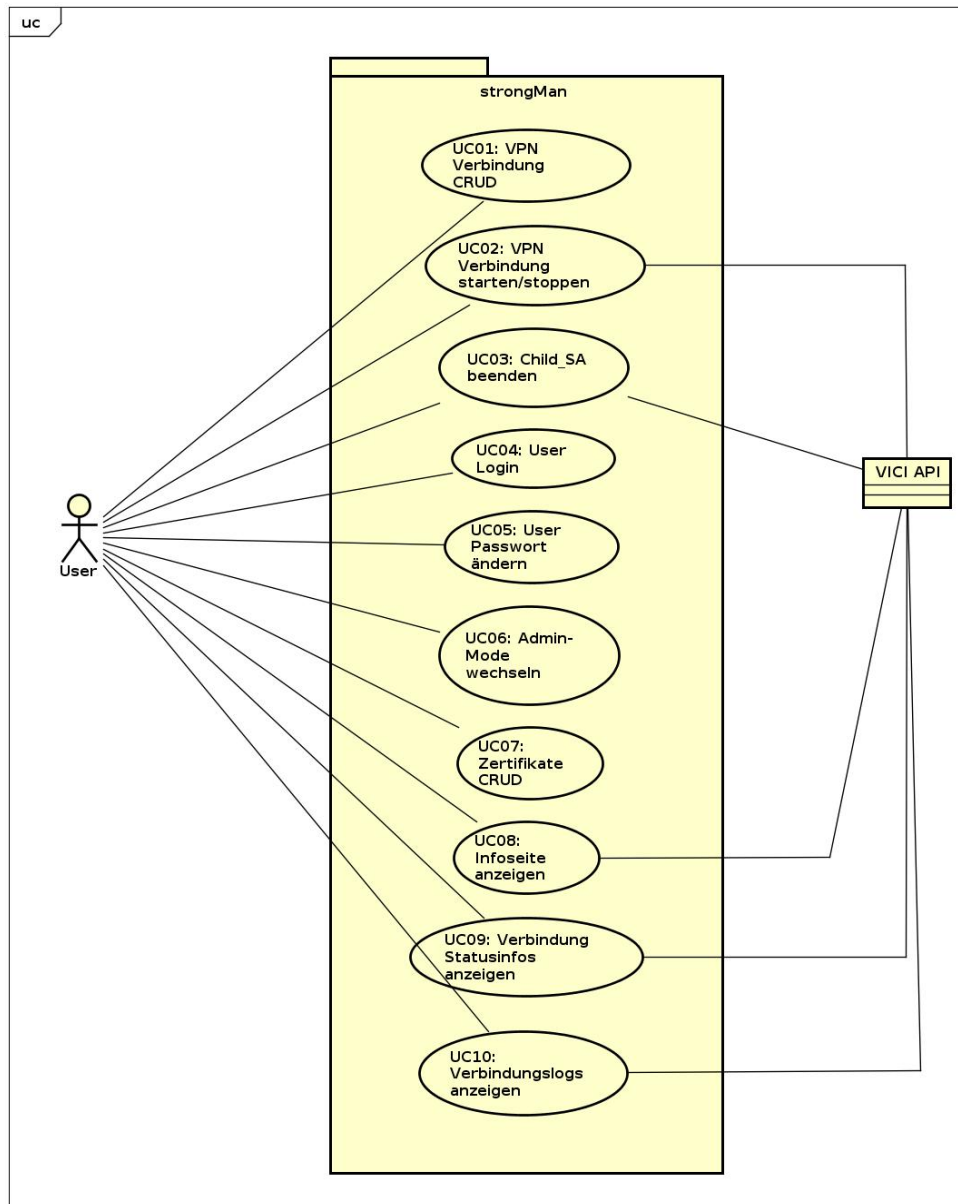 uc
strongMan
UC01: VPN
Verbindung
CRUD
UC02: VPN
Verbindung
starten/stoppen
UC03: Child_SA
beenden
UC04: User
Login
VICI API
UC05: User
Passwort
ändern
User
UC06: Admin-
Mode
wechseln
UC07:
Zertifikate
CRUD
UC08:
Infoseite
anzeigen
UC09: Verbindung
Statusinfos
anzeigen
UC10:
Verbindungslogs
anzeigen